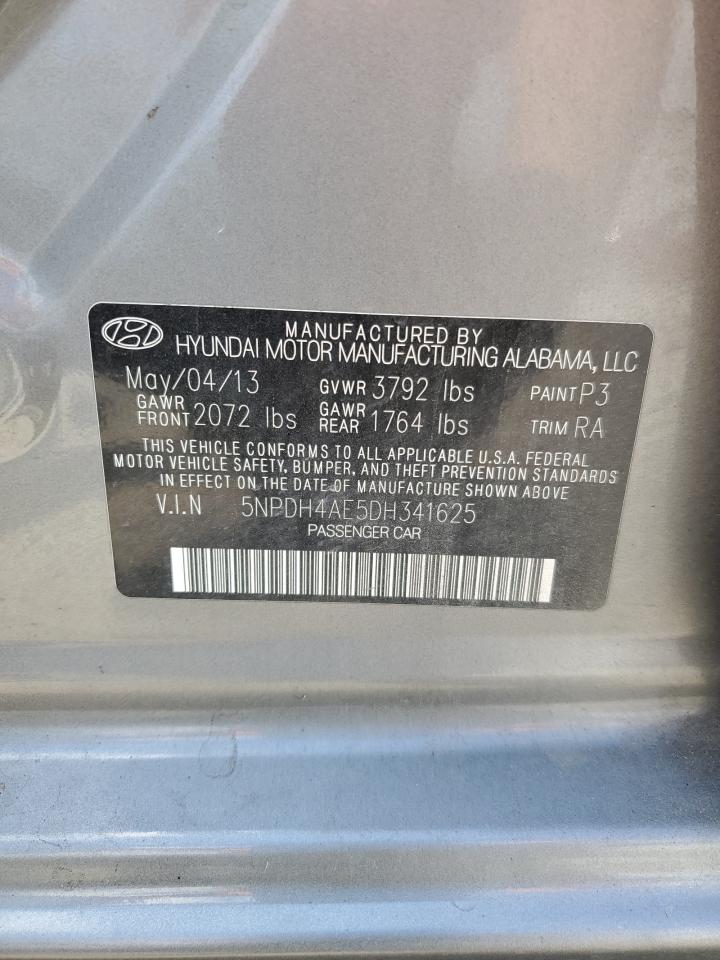 MANUFACTURED BY
HYUNDAI MOTOR MANUFACTURING ALABAMA, LLC
May/04/13 GVWR 3792 lbs PAINT P3
GAWR FRONT 2072 lbs GAWR REAR 1764 lbs TRIM RA
THIS VEHICLE CONFORMS TO ALL APPLICABLE U.S.A. FEDERAL
MOTOR VEHICLE SAFETY, BUMPER, AND THEFT PREVENTION STANDARDS
IN EFFECT ON THE DATE OF MANUFACTURE SHOWN ABOVE
V.I.N 5NPDH4AE5DH341625
PASSENGER CAR